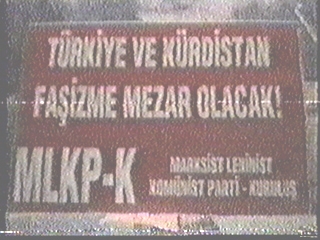 TÜRKİYE VE KÜRDİSTAN
FAŞİZME MEZAR OLACAK!
MLKP-K
MARKSİST LENİNİST
KOMÜNİST PARTİ - KURULUŞ